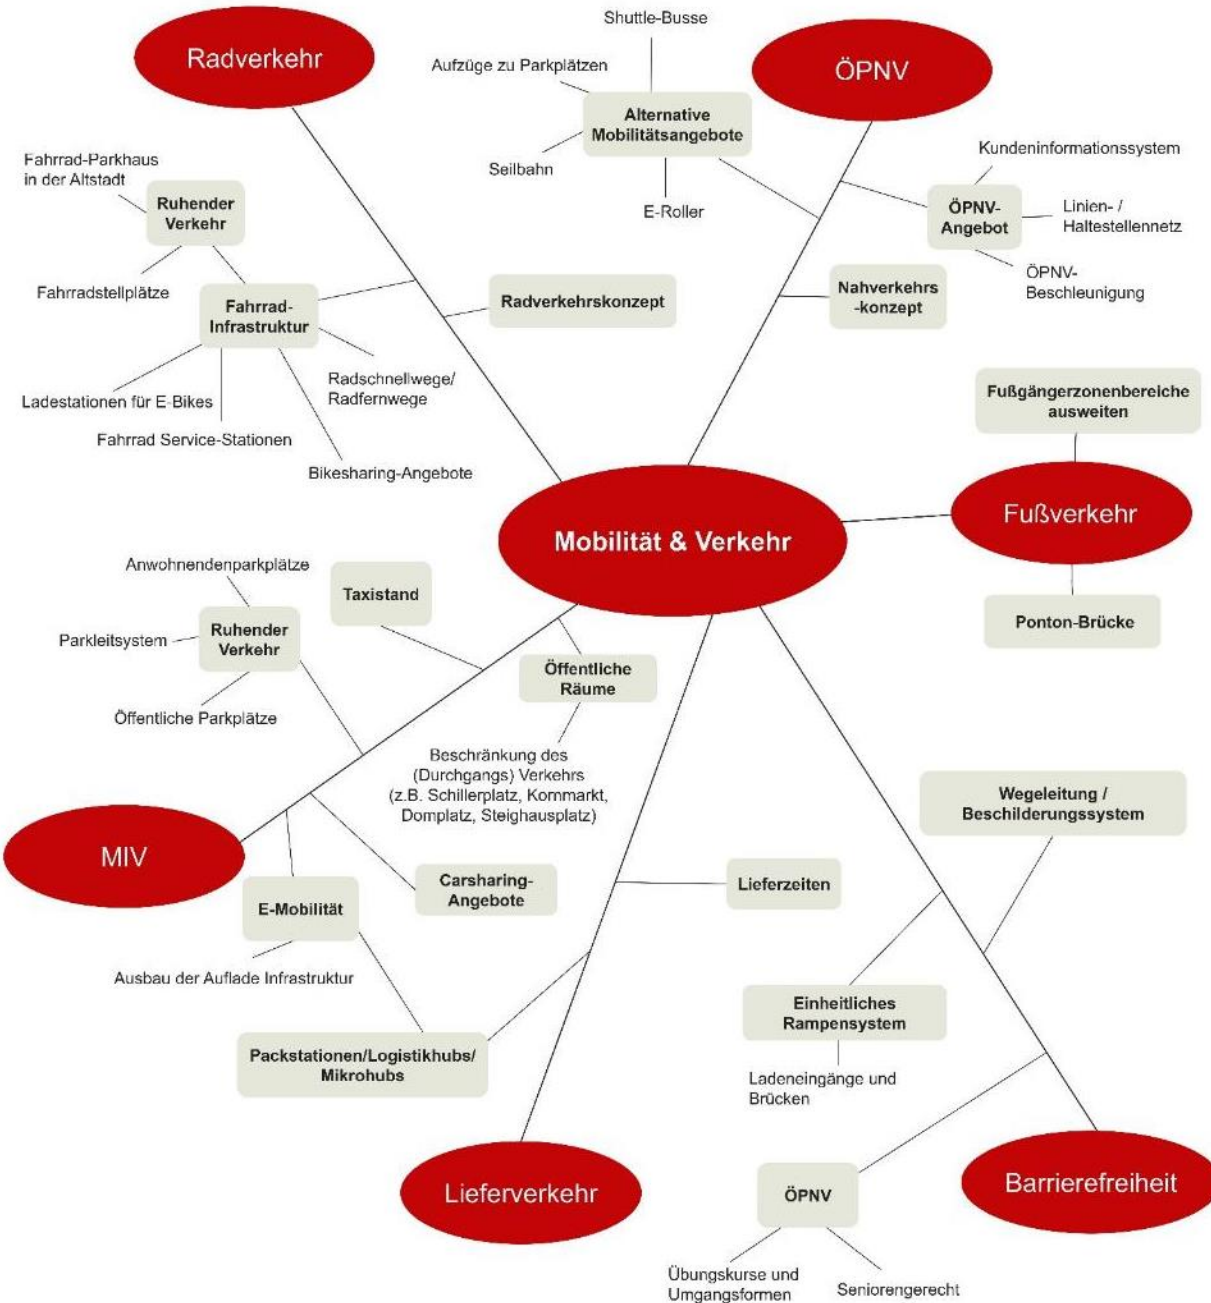 Radverkehr
Shuttle-Busse
Aufzüge zu Parkplätzen
Alternative
Mobilitätsangebote
Seilbahn
E-Roller
ÖPNV
Kundeninformationssystem
ÖPNV-
Angebot
Linien- /
Haltestellennetz
ÖPNV-
Beschleunigung
Nahverkehrs
-konzept
Fahrrad-Parkhaus
in der Altstadt
Ruhender
Verkehr
Fahrradstellplätze
Fahrrad-
Infrastruktur
Radverkehrskonzept
Radschnellwege/
Radfernwege
Ladestationen für E-Bikes
Fahrrad Service-Stationen
Bikesharing-Angebote
Fußgängerzonenbereiche
ausweiten
Fußverkehr
Ponton-Brücke
Mobilität & Verkehr
Anwohnendenparkplätze
Ruhender
Verkehr
Parkleitsystem
Öffentliche Parkplätze
Taxistand
Öffentliche
Räume
Beschränkung des
(Durchgangs) Verkehrs
(z.B. Schillerplatz, Kornmarkt,
Domplatz, Steighausplatz)
MIV
E-Mobilität
Carsharing-
Angebote
Ausbau der Auflade Infrastruktur
Packstationen/Logistikhubs/
Mikrohubs
Lieferzeiten
Lieferverkehr
Wegeleitung /
Beschilderungssystem
Einheitliches
Rampensystem
Ladeneingänge und
Brücken
Barrierefreiheit
ÖPNV
Übungskurse und
Umgangsformen
Seniorengerecht